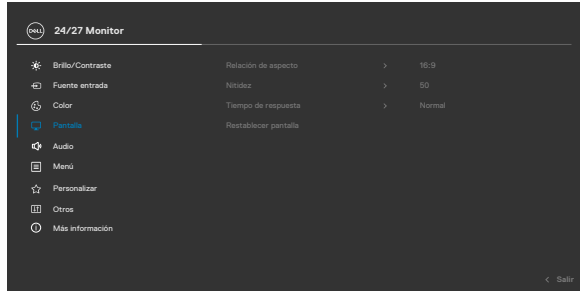 DELL 24/27 Monitor
Brillo/Contraste
Relación de aspecto > 16:9
Fuente entrada
Nitidez > 50
Color
Tiempo de respuesta > Normal
Pantalla
Restablecer pantalla
Audio
Menú
Personalizar
Otros
Más información
< Salir